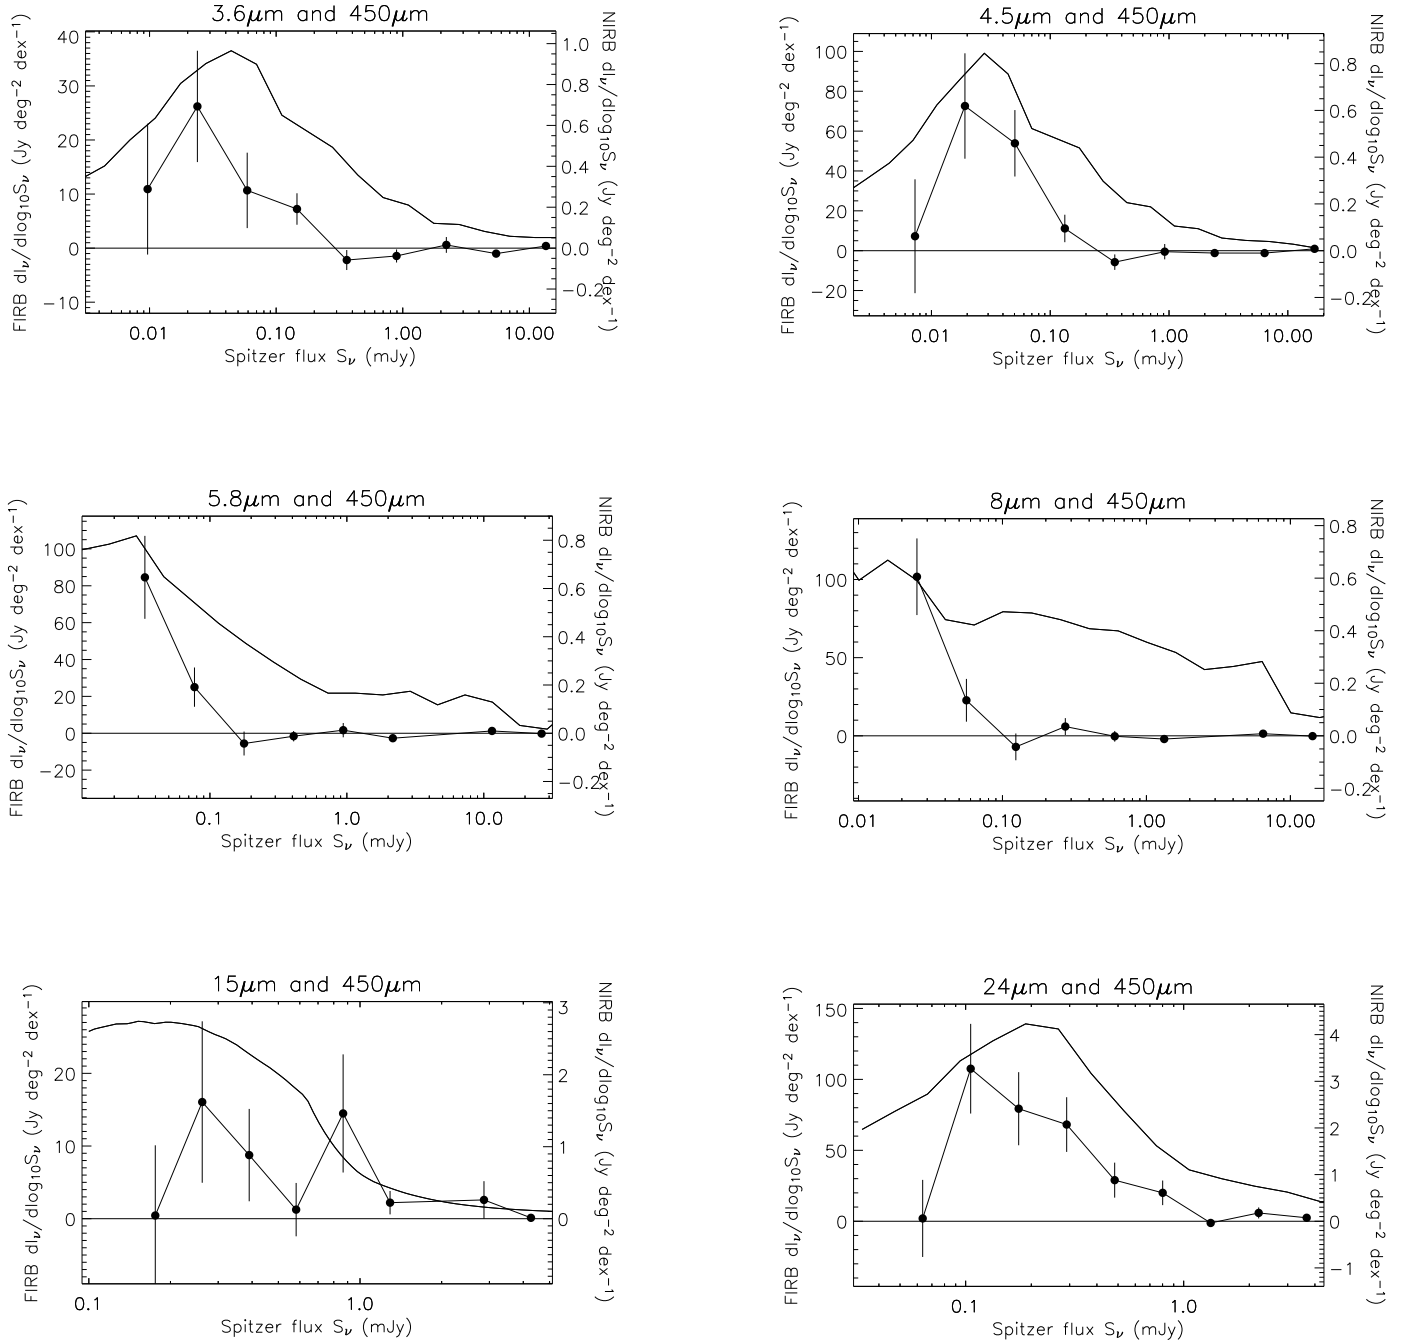 3.6μm and 450μm
FIRB dIν/dlog10Sν (Jy deg−2 dex−1)
40
30
20
10
0
−10
1.0
0.8
0.6
0.4
0.2
0.0
−0.2
NIRB dIν/dlog10Sν (Jy deg−2 dex−1)
0.01 0.10 1.00 10.00
Spitzer flux Sν (mJy)
4.5μm and 450μm
FIRB dIν/dlog10Sν (Jy deg−2 dex−1)
100
80
60
40
20
0
−20
0.8
0.6
0.4
0.2
0.0
−0.2
NIRB dIν/dlog10Sν (Jy deg−2 dex−1)
0.01 0.10 1.00 10.00
Spitzer flux Sν (mJy)
5.8μm and 450μm
FIRB dIν/dlog10Sν (Jy deg−2 dex−1)
100
80
60
40
20
0
−20
0.8
0.6
0.4
0.2
0.0
−0.2
NIRB dIν/dlog10Sν (Jy deg−2 dex−1)
0.1 1.0 10.0
Spitzer flux Sν (mJy)
8μm and 450μm
FIRB dIν/dlog10Sν (Jy deg−2 dex−1)
100
50
0
0.8
0.6
0.4
0.2
0.0
−0.2
NIRB dIν/dlog10Sν (Jy deg−2 dex−1)
0.01 0.10 1.00 10.00
Spitzer flux Sν (mJy)
15μm and 450μm
FIRB dIν/dlog10Sν (Jy deg−2 dex−1)
20
10
0
3
2
1
0
NIRB dIν/dlog10Sν (Jy deg−2 dex−1)
0.1 1.0
Spitzer flux Sν (mJy)
24μm and 450μm
FIRB dIν/dlog10Sν (Jy deg−2 dex−1)
150
100
50
0
4
3
2
1
0
−1
NIRB dIν/dlog10Sν (Jy deg−2 dex−1)
0.1 1.0
Spitzer flux Sν (mJy)